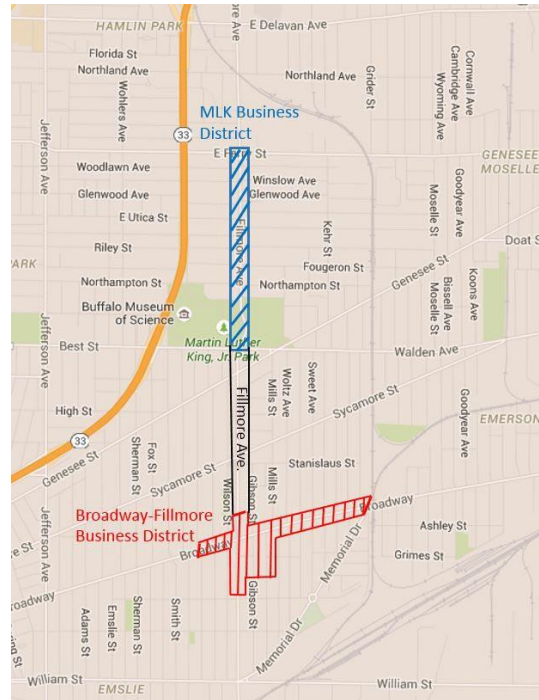 HAMLIN PARK
E Delavan Ave
Fillmore Ave
Florida St
Northland Ave
Northland Ave
Wohlers Ave
Grider St
Cornwall Ave
Cambridge Ave
Wyoming Ave
MLK Business
District
33
Jefferson Ave
E Ferry St
GENESEE
MOSELLE
Woodlawn Ave
Winslow Ave
Glenwood Ave
Glenwood Ave
E Utica St
Fillmore Ave
Moselle St
Goodyear Ave
Riley St
Kehr St
Doat St
PARK
Fougeron St
Genesee St
Northampton St
Northampton St
Bissell Ave
Moselle St
Koons Ave
Buffalo Museum
of Science
Jefferson Ave
Martin Luther
King, Jr. Park
Best St
Walden Ave
Fillmore Ave.
Woltz Ave
Mills St
Sweet Ave
Sycamore St
High St
Goodyear Ave
EMERSON
33
Genesee St
Fox St
Sherman St
Sycamore St
Stanislaus St
Mills St
Wilson St
Gibson St
Broadway-Fillmore
Business District
Broadway
Broadway
Jefferson Ave
Ashley St
Grimes St
Memorial Dr
Gibson St
Adams St
Emslie St
Sherman St
Smith St
Memorial Dr
William St
William St
EMSLIE